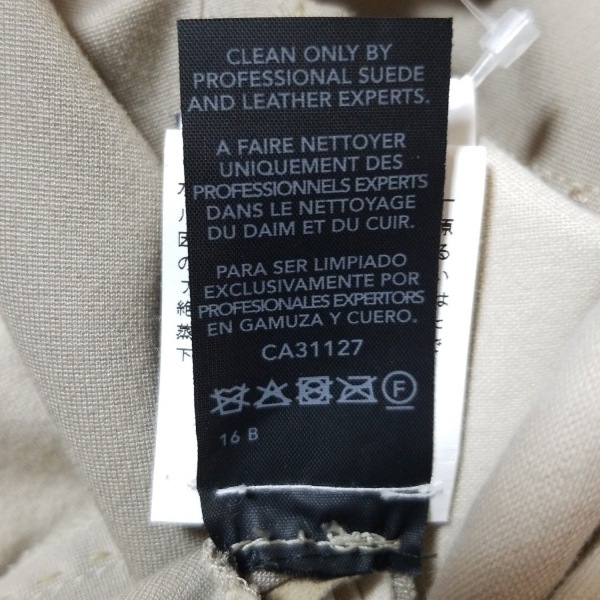 CLEAN ONLY BY
PROFESSIONAL SUEDE
AND LEATHER EXPERTS.
A FAIRE NETTOYER
UNIQUEMENT DES
PROFESSIONNELS EXPERTS
DANS LE NETTOYAGE
DU DAIM ET DU CUIR.
PARA SER LIMPIADO
EXCLUSIVAMENTE POR
PROFESIONALES EXPERTORS
EN GAMUZA Y CUERO.
CA31127
F
16 B